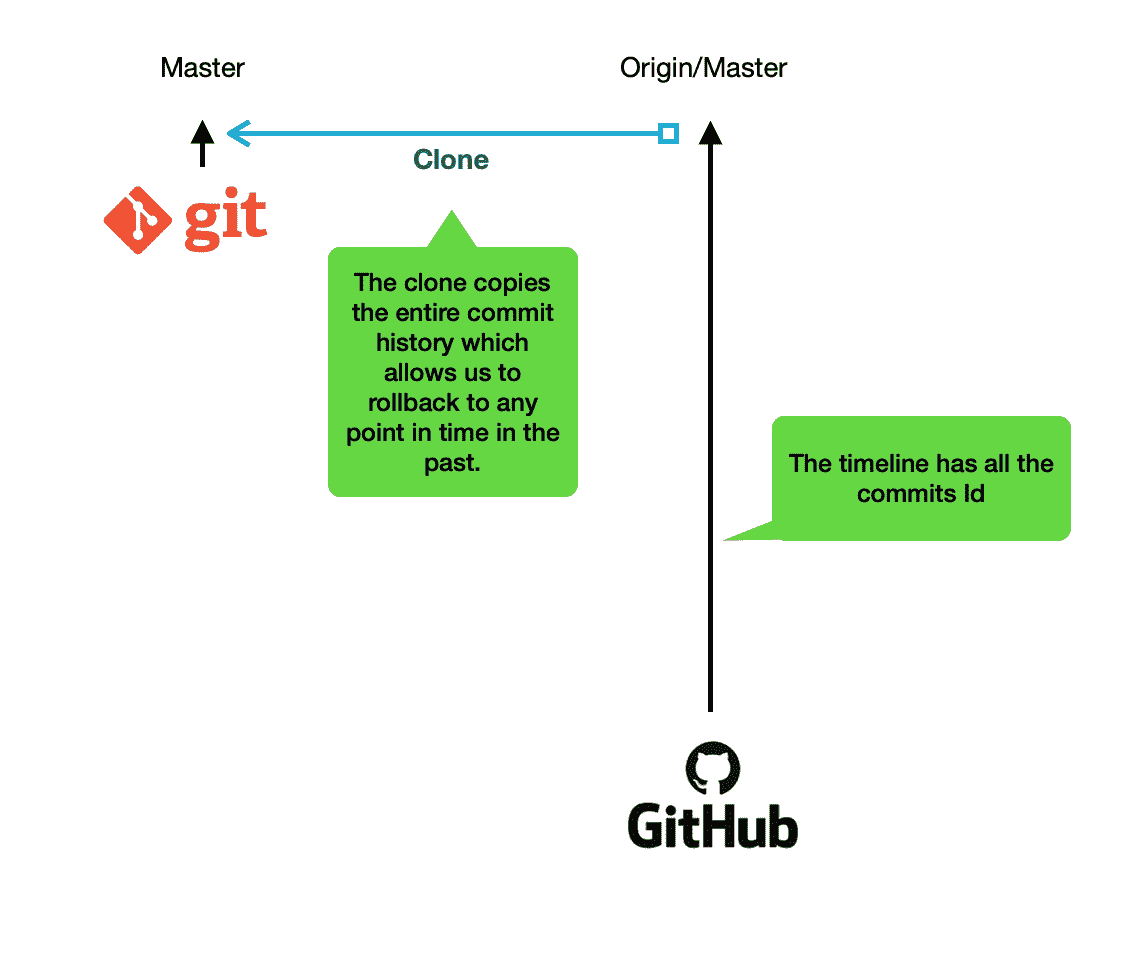 Master
Origin/Master
Clone
git
The clone copies
the entire commit
history which
allows us to
rollback to any
point in time in the
past.
The timeline has all the
commits Id
GitHub